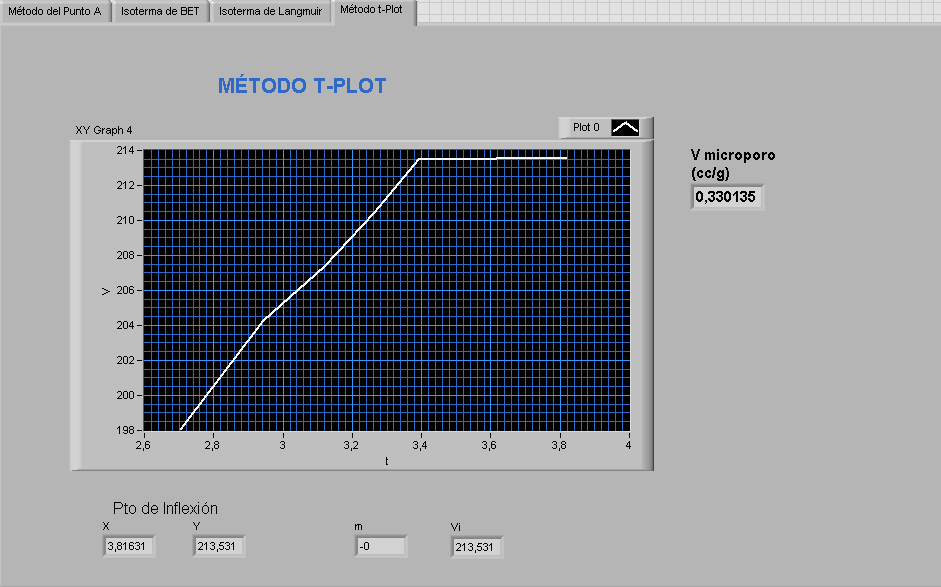 Método del Punto A Isoterma de BET Isoterma de Langmuir Método t-Plot
MÉTODO T-PLOT
XY Graph 4
Plot 0
V microporo
(cc/g)
0,330135
214
212
210
208
206
204
202
200
198
V
2,6 2,8 3 3,2 3,4 3,6 3,8 4
t
Pto de Inflexión
X Y m Vi
3,81631 213,531 -0 213,531